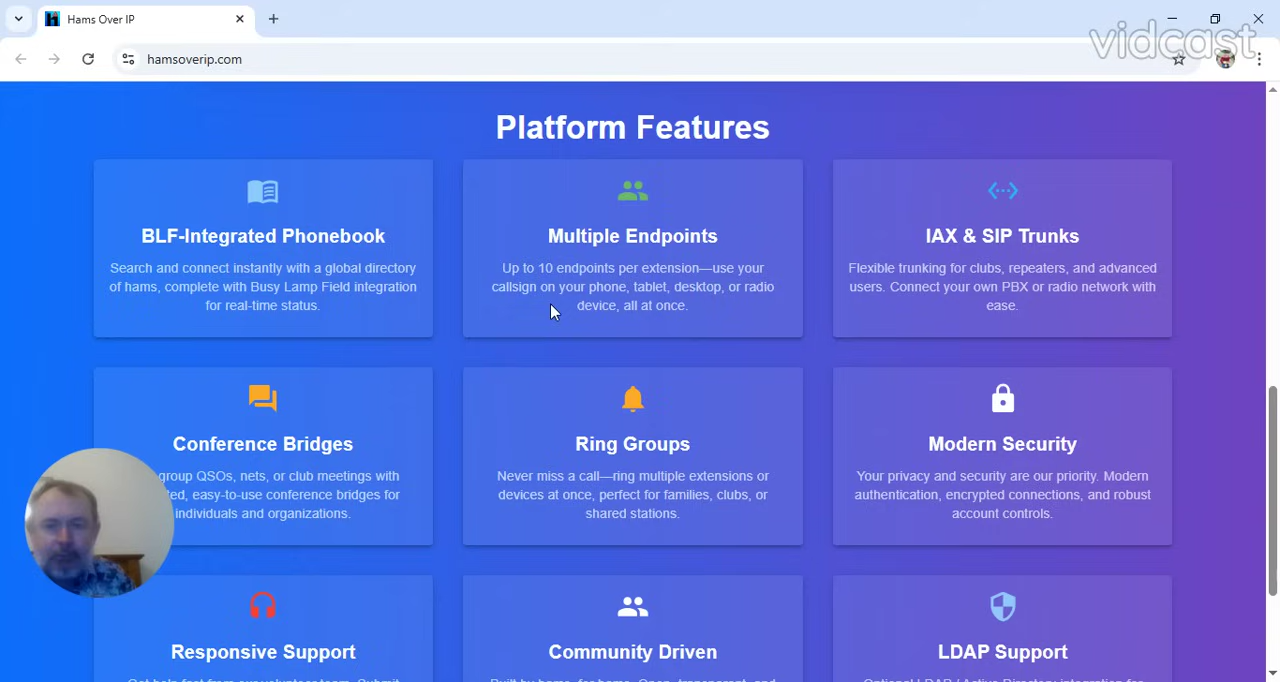 Hams Over IP
vidcast
hamsoverip.com
Platform Features
BLF-Integrated Phonebook
Search and connect instantly with a global directory
of hams, complete with Busy Lamp Field integration
for real-time status.
Multiple Endpoints
Up to 10 endpoints per extension—use your
callsign on your phone, tablet, desktop, or radio
device, all at once.
IAX & SIP Trunks
Flexible trunking for clubs, repeaters, and advanced
users. Connect your own PBX or radio network with
ease.
Conference Bridges
group QSOs, nets, or club meetings with
easy-to-use conference bridges for
individuals and organizations.
Ring Groups
Never miss a call—ring multiple extensions or
devices at once, perfect for families, clubs, or
shared stations.
Modern Security
Your privacy and security are our priority. Modern
authentication, encrypted connections, and robust
account controls.
Responsive Support
Community Driven
LDAP Support